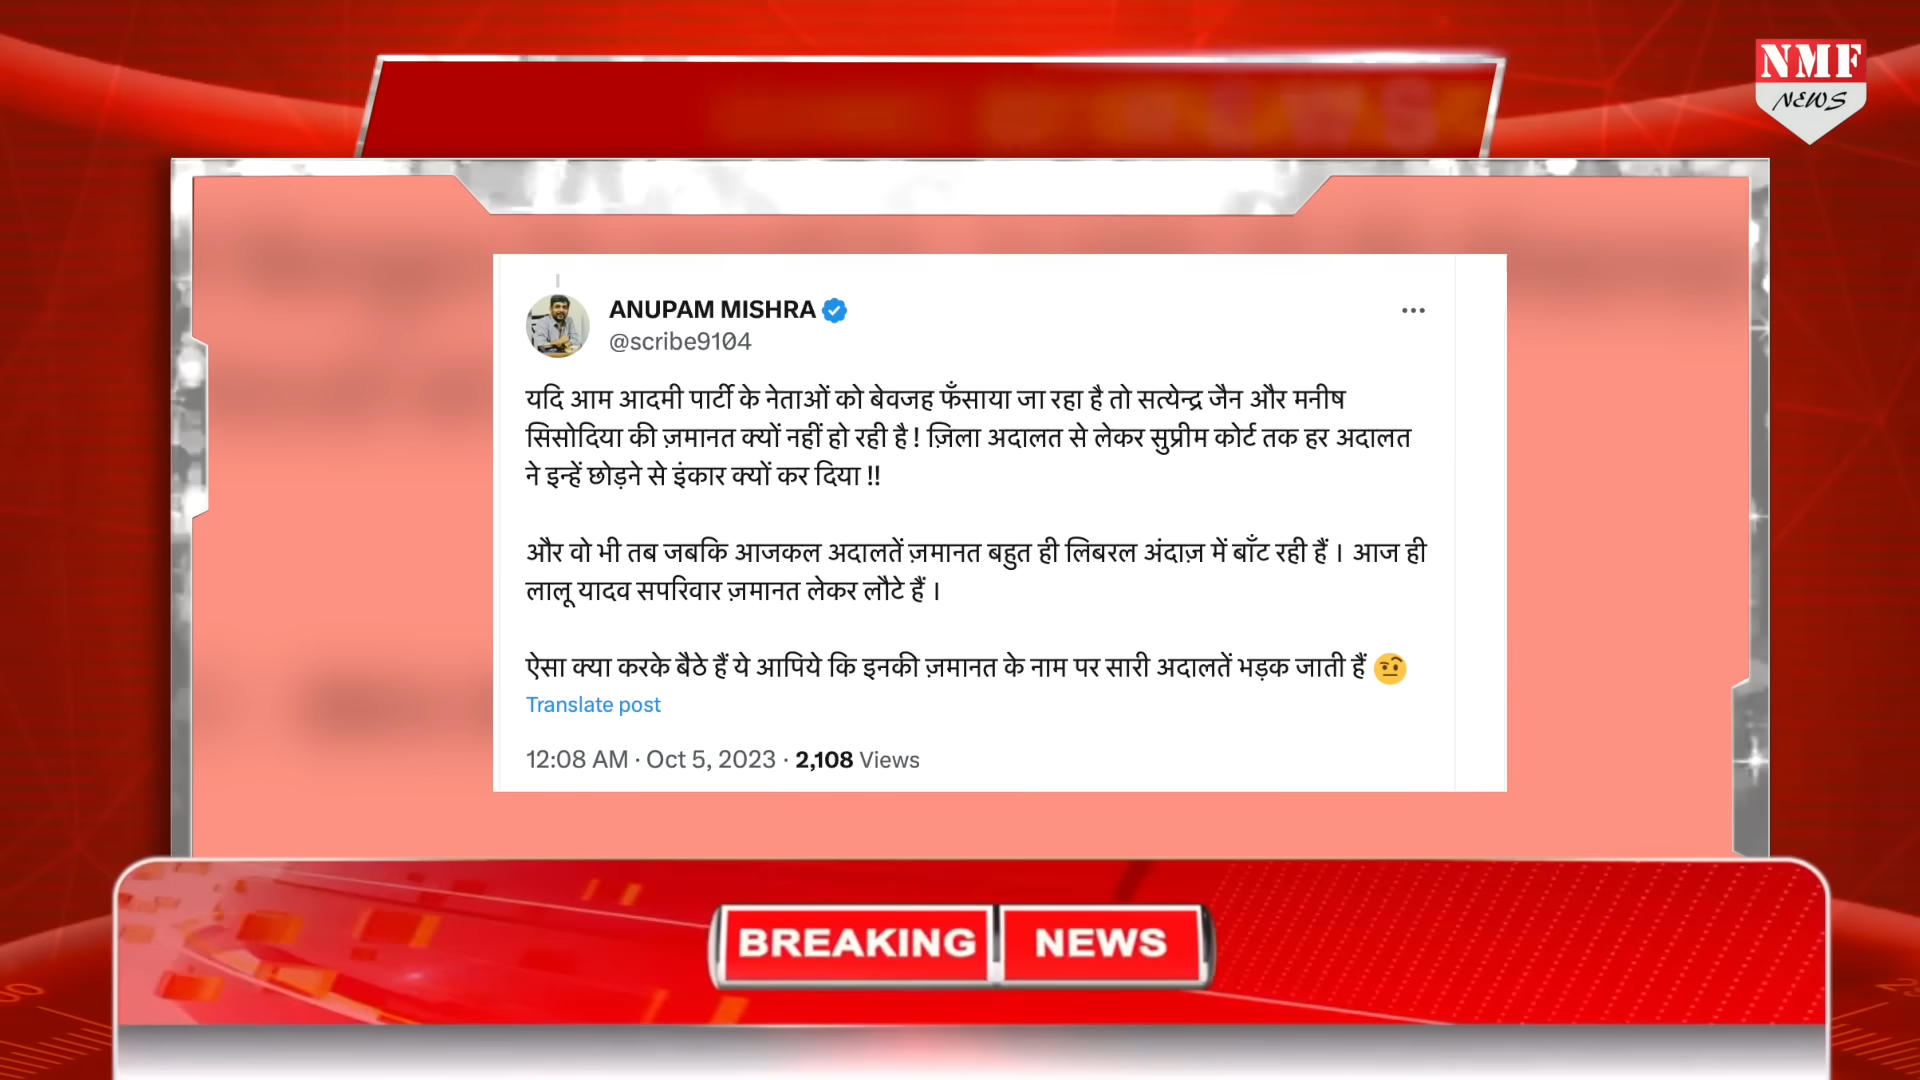 NMF
NEWS
ANUPAM MISHRA
@scribe9104
यदि आम आदमी पार्टी के नेताओं को बेवजह फँसाया जा रहा है तो सत्येन्द्र जैन और मनीष
सिसोदिया की ज़मानत क्यों नहीं हो रही है ! ज़िला अदालत से लेकर सुप्रीम कोर्ट तक हर अदालत
ने इन्हें छोड़ने से इंकार क्यों कर दिया !!
और वो भी तब जबकि आजकल अदालतें ज़मानत बहुत ही लिबरल अंदाज़ में बाँट रही हैं । आज ही
लालू यादव सपरिवार ज़मानत लेकर लौटे हैं ।
ऐसा क्या करके बैठे हैं ये आपिये कि इनकी ज़मानत के नाम पर सारी अदालतें भड़क जाती हैं 🤨
Translate post
12:08 AM · Oct 5, 2023 · 2,108 Views
BREAKING NEWS